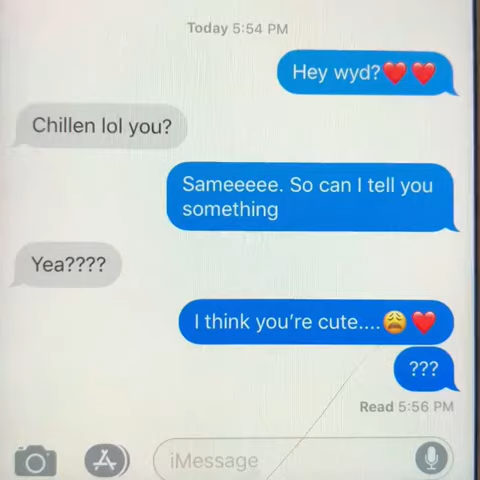 Today 5:54 PM
Hey wyd?❤️❤️
Chillen lol you?
Sameeeee. So can I tell you
something
Yea????
I think you're cute....😩❤️
???
Read 5:56 PM
iMessage